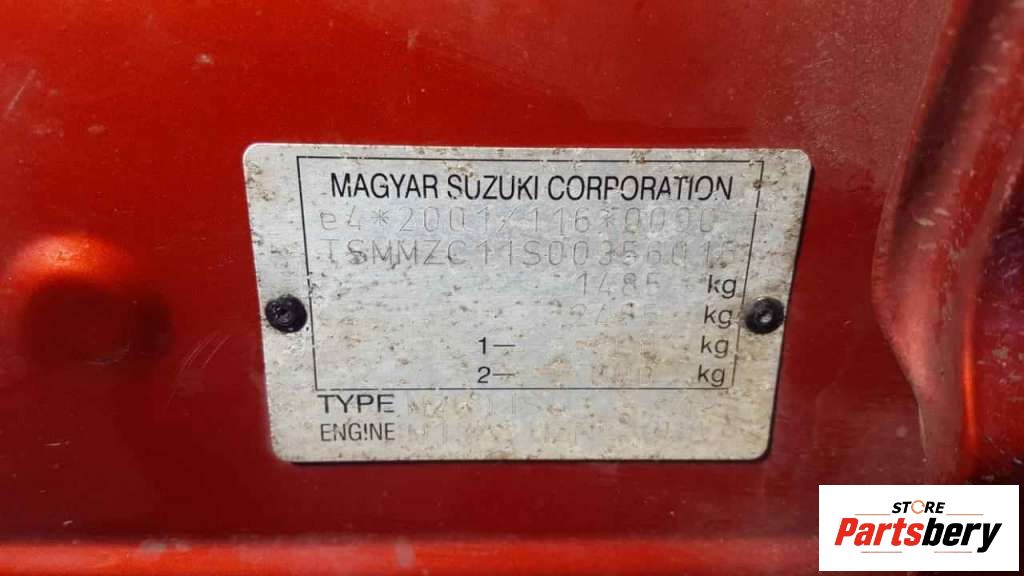 MAGYAR SUZUKI CORPORATION
e4*2001/116*0090
TSMMZC11S00356015
1485 kg
kg
1— kg
2— kg
TYPE
ENGINE
STORE
Partsbery